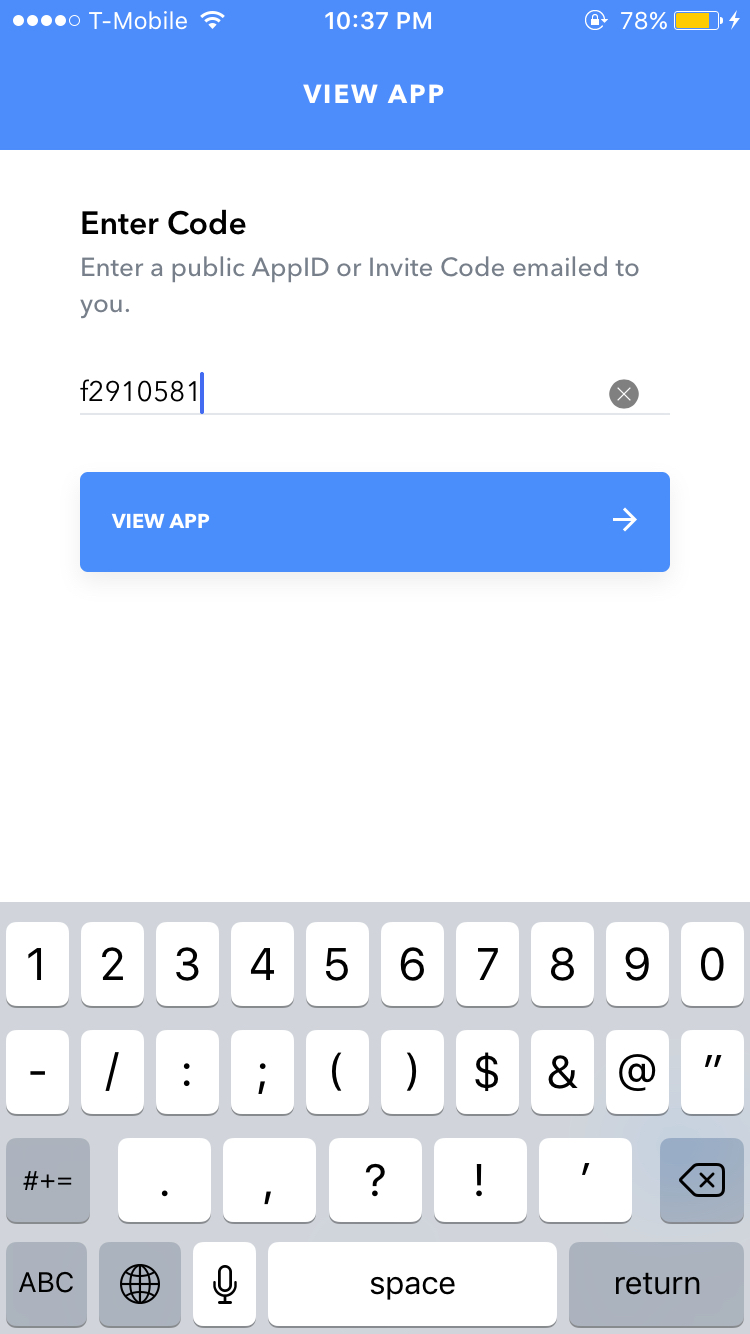 T-Mobile 10:37 PM 78%
VIEW APP
Enter Code
Enter a public AppID or Invite Code emailed to
you.
f2910581
VIEW APP
1 2 3 4 5 6 7 8 9 0
- / : ; ( ) $ & @ "
#+= . , ? ! '
ABC space return